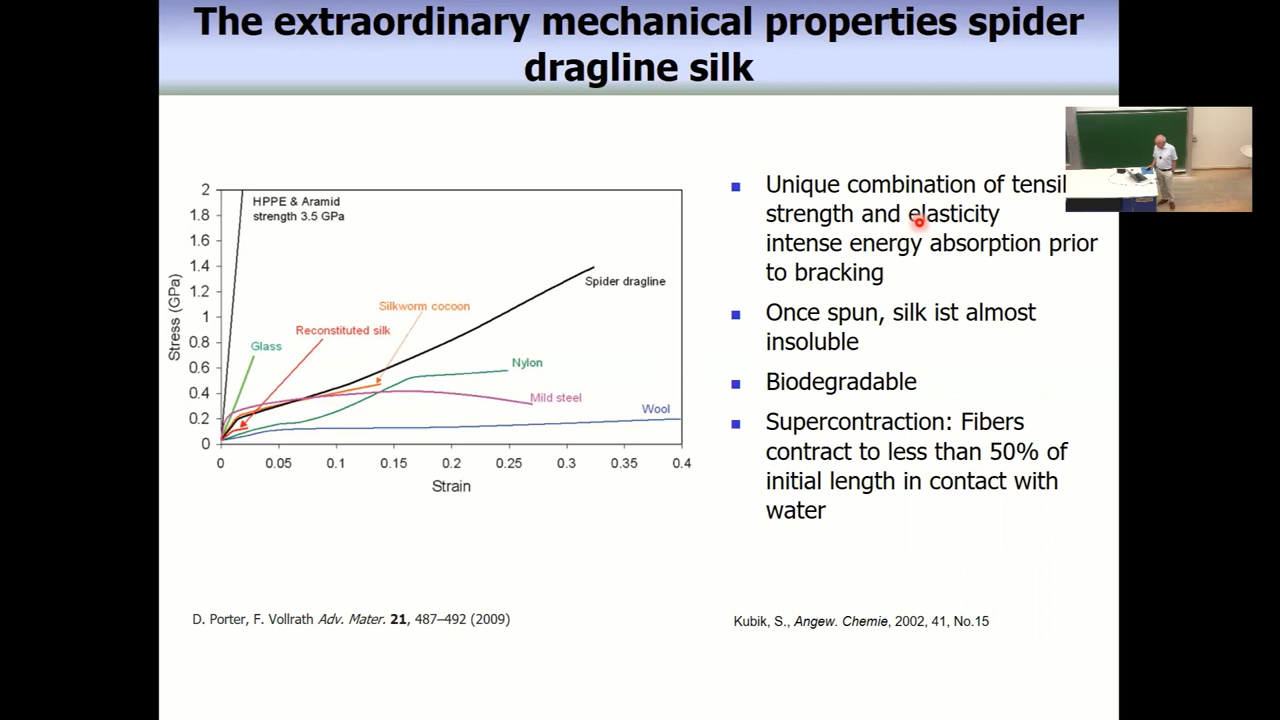 The extraordinary mechanical properties spider
dragline silk
2
1.8
1.6
1.4
1.2
1
0.8
0.6
0.4
0.2
0
Stress (GPa)
HPPE & Aramid
strength 3.5 GPa
Spider dragline
Silkworm cocoon
Reconstituted silk
Glass
Nylon
Mild steel
Wool
0 0.05 0.1 0.15 0.2 0.25 0.3 0.35 0.4
Strain
Unique combination of tensil
strength and elasticity
intense energy absorption prior
to bracking
Once spun, silk ist almost
insoluble
Biodegradable
Supercontraction: Fibers
contract to less than 50% of
initial length in contact with
water
D. Porter, F. Vollrath Adv. Mater. 21, 487–492 (2009)
Kubik, S., Angew. Chemie, 2002, 41, No.15